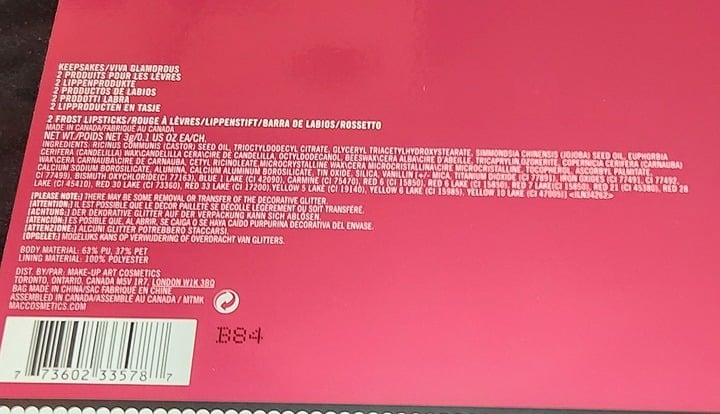 KEEPSAKES/VIVA GLAMOROUS
2 PRODUITS POUR LES LÈVRES
2 LIPPENPRODUKTE
2 PRODUCTOS DE LABIOS
2 PRODOTTI LABRA
2 LIPPRODUCTEN EN TASJE
2 FROST LIPSTICKS/ROUGE À LÈVRES/LIPPENSTIFT/BARRA DE LABIOS/ROSSETTO
MADE IN CANADA/FABRIQUÉ AU CANADA
NET WT./POIDS NET 3g/0.1 US OZ EA/CH.
INGREDIENTS: RICINUS COMMUNIS (CASTOR) SEED OIL, TRIOCTYLDODECYL CITRATE, GLYCERYL TRIACETYLHYDROXYSTEARATE, SIMMONDSIA CHINENSIS (JOJOBA) SEED OIL, EUPHORBIA
CERIFERA (CANDELILLA) WAX\CANDELILLA CERA\CIRE DE CANDELILLA, OCTYLDODECANOL, BEESWAX\CERA ALBA\CIRE D'ABEILLE, TRICAPRYLIN, OZOKERITE, COPERNICIA CERIFERA (CARNAUBA)
WAX\CERA CARNAUBA\CIRE DE CARNAUBA, CETYL RICINOLEATE, MICROCRYSTALLINE WAX\CERA MICROCRISTALLINA\CIRE MICROCRISTALLINE, TOCOPHEROL, ASCORBYL PALMITATE,
CALCIUM SODIUM BOROSILICATE, ALUMINA, CALCIUM ALUMINUM BOROSILICATE, TIN OXIDE, SILICA, VANILLIN [+/- MICA, TITANIUM DIOXIDE (CI 77891), IRON OXIDES (CI 77491, CI 77492,
CI 77499), BISMUTH OXYCHLORIDE(CI 77163), BLUE 1 LAKE (CI 42090), CARMINE (CI 75470), RED 6 (CI 15850), RED 6 LAKE (CI 15850), RED 7 LAKE(CI 15850), RED 21 (CI 45380), RED 28
LAKE (CI 45410), RED 30 LAKE (CI 73360), RED 33 LAKE (CI 17200), YELLOW 5 LAKE (CI 19140), YELLOW 6 LAKE (CI 15985), YELLOW 10 LAKE (CI 47005)] <ILN34262>
[PLEASE NOTE:] THERE MAY BE SOME REMOVAL OR TRANSFER OF THE DECORATIVE GLITTER.
[ATTENTION:] IL EST POSSIBLE QUE LE DÉCOR PAILLETÉ SE DÉCOLLE LÉGÈREMENT OU SOIT TRANSFÉRÉ.
[ACHTUNG:] DER DEKORATIVE GLITTER AUF DER VERPACKUNG KANN SICH ABLÖSEN.
[ATENCIÓN:] ES POSIBLE QUE, AL ABRIR, SE CAIGA O SE HAYA CAÍDO PURPURINA DECORATIVA DEL ENVASE.
[ATTENZIONE:] ALCUNI GLITTER POTREBBERO STACCARSI.
[OPGELET:] MOGELIJKS KANS OP VERWUDERING OF OVERDRACHT VAN GLITTERS.
BODY MATERIAL: 63% PU, 37% PET
LINING MATERIAL: 100% POLYESTER
DIST. BY/PAR: MAKE-UP ART COSMETICS
TORONTO, ONTARIO, CANADA M5V 1R7, LONDON W1K 3BQ
BAG MADE IN CHINA/SAC FABRIQUÉ EN CHINE
ASSEMBLED IN CANADA/ASSEMBLÉ AU CANADA / MTMK
MACCOSMETICS.COM
B84
7 73602 33578 7